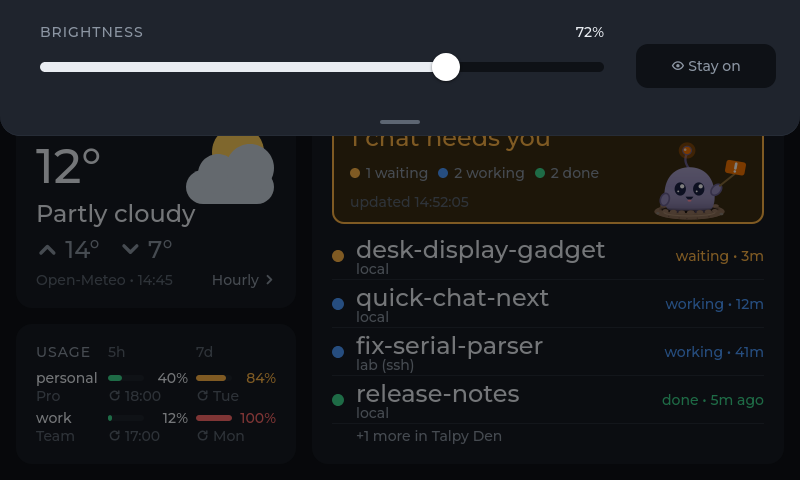 BRIGHTNESS 72%
Stay on
12°
Partly cloudy
14° 7°
Open-Meteo • 14:45 Hourly
USAGE 5h 7d
personal 40% 84%
Pro 18:00 Tue
work 12% 100%
Team 17:00 Mon
1 chat needs you
1 waiting 2 working 2 done
updated 14:52:05
desk-display-gadget waiting • 3m
local
quick-chat-next working • 12m
local
fix-serial-parser working • 41m
lab (ssh)
release-notes done • 5m ago
local
+1 more in Talpy Den